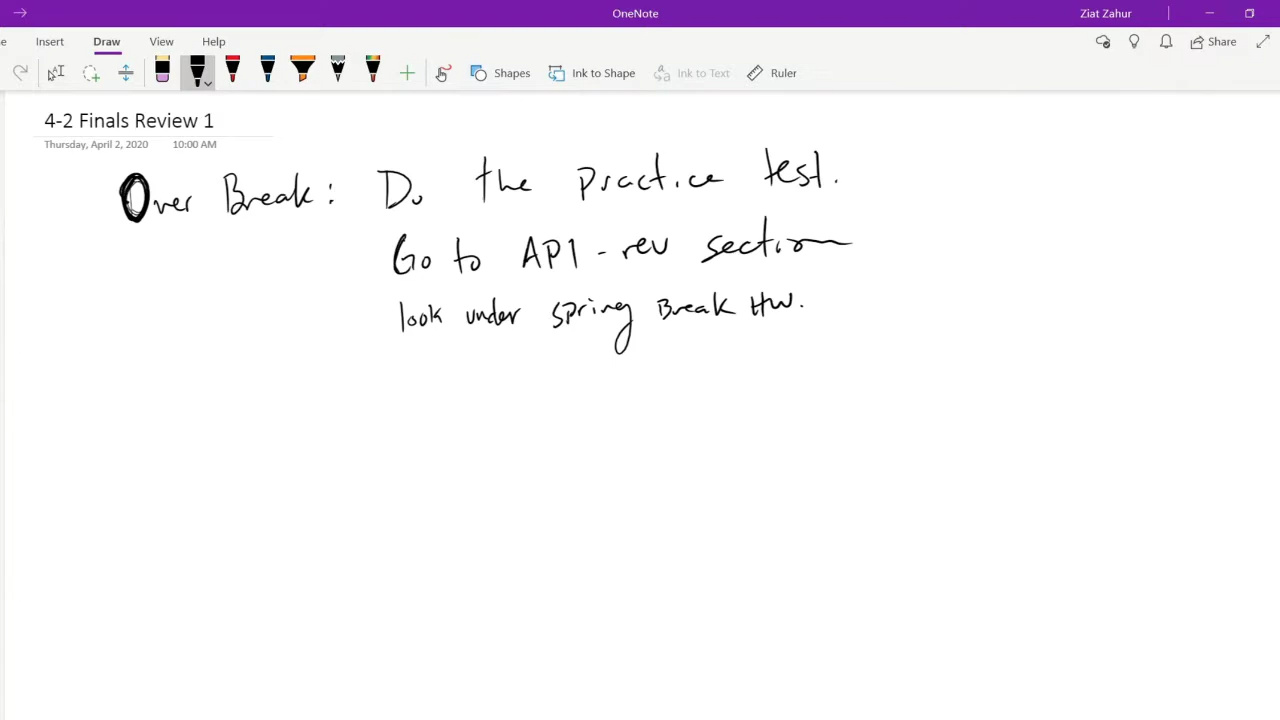 OneNote
Ziat Zahur
Insert Draw View Help
Share
Shapes Ink to Shape Ink to Text Ruler
4-2 Finals Review 1
Thursday, April 2, 2020 10:00 AM
Over Break: Do the practice test.
Go to AP1 - rev section
look under spring Break HW.